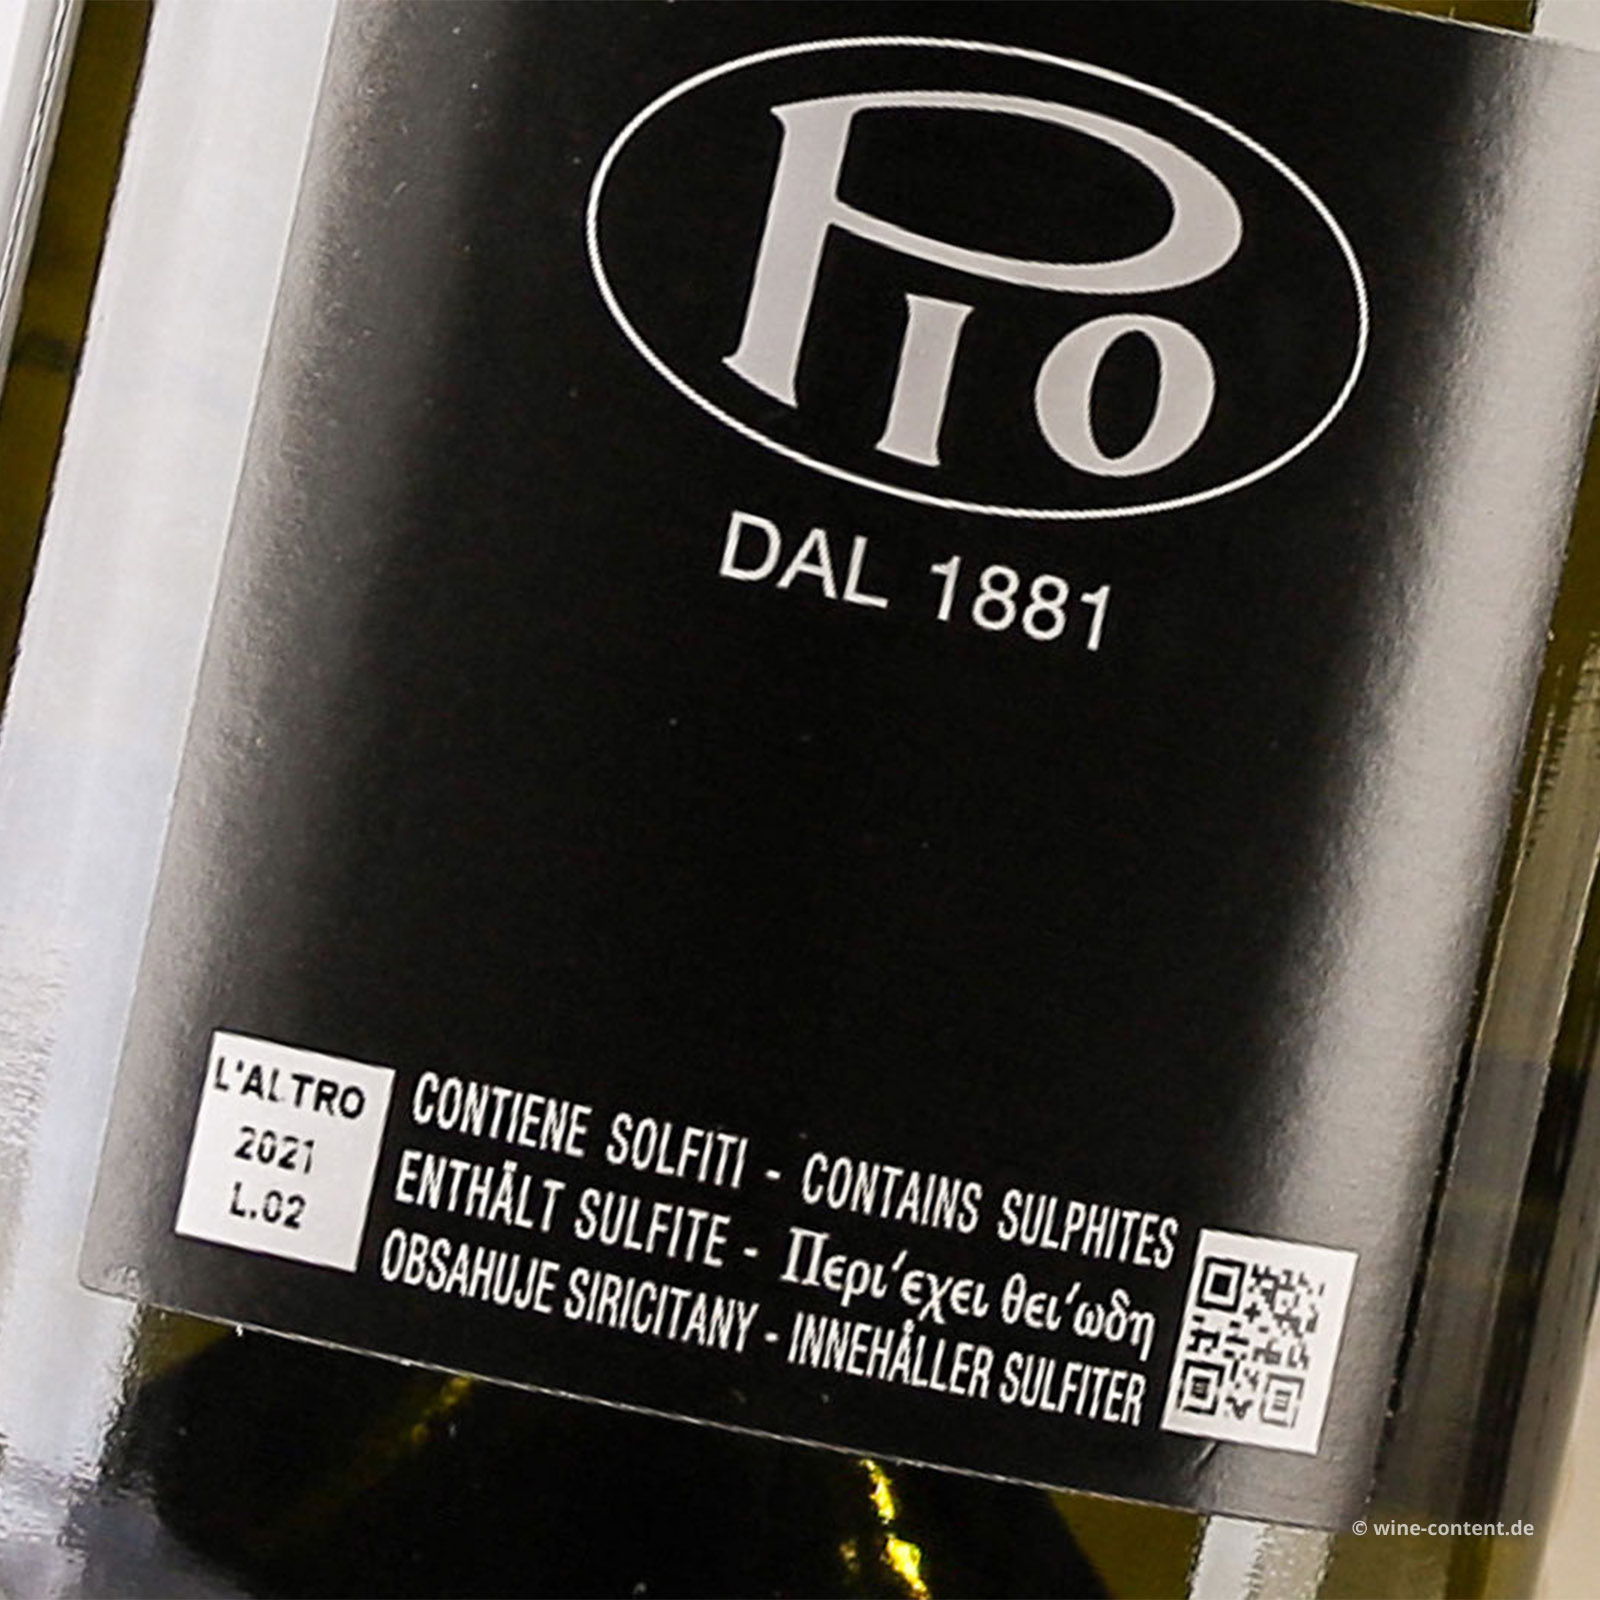 PIO
DAL 1881
L'ALTRO
2021
L.02
CONTIENE SOLFITI - CONTAINS SULPHITES
ENTHÄLT SULFITE - Περι΄εχει θει΄ωδη
OBSAHUJE SIRICITANY - INNEHÅLLER SULFITER
© wine-content.de